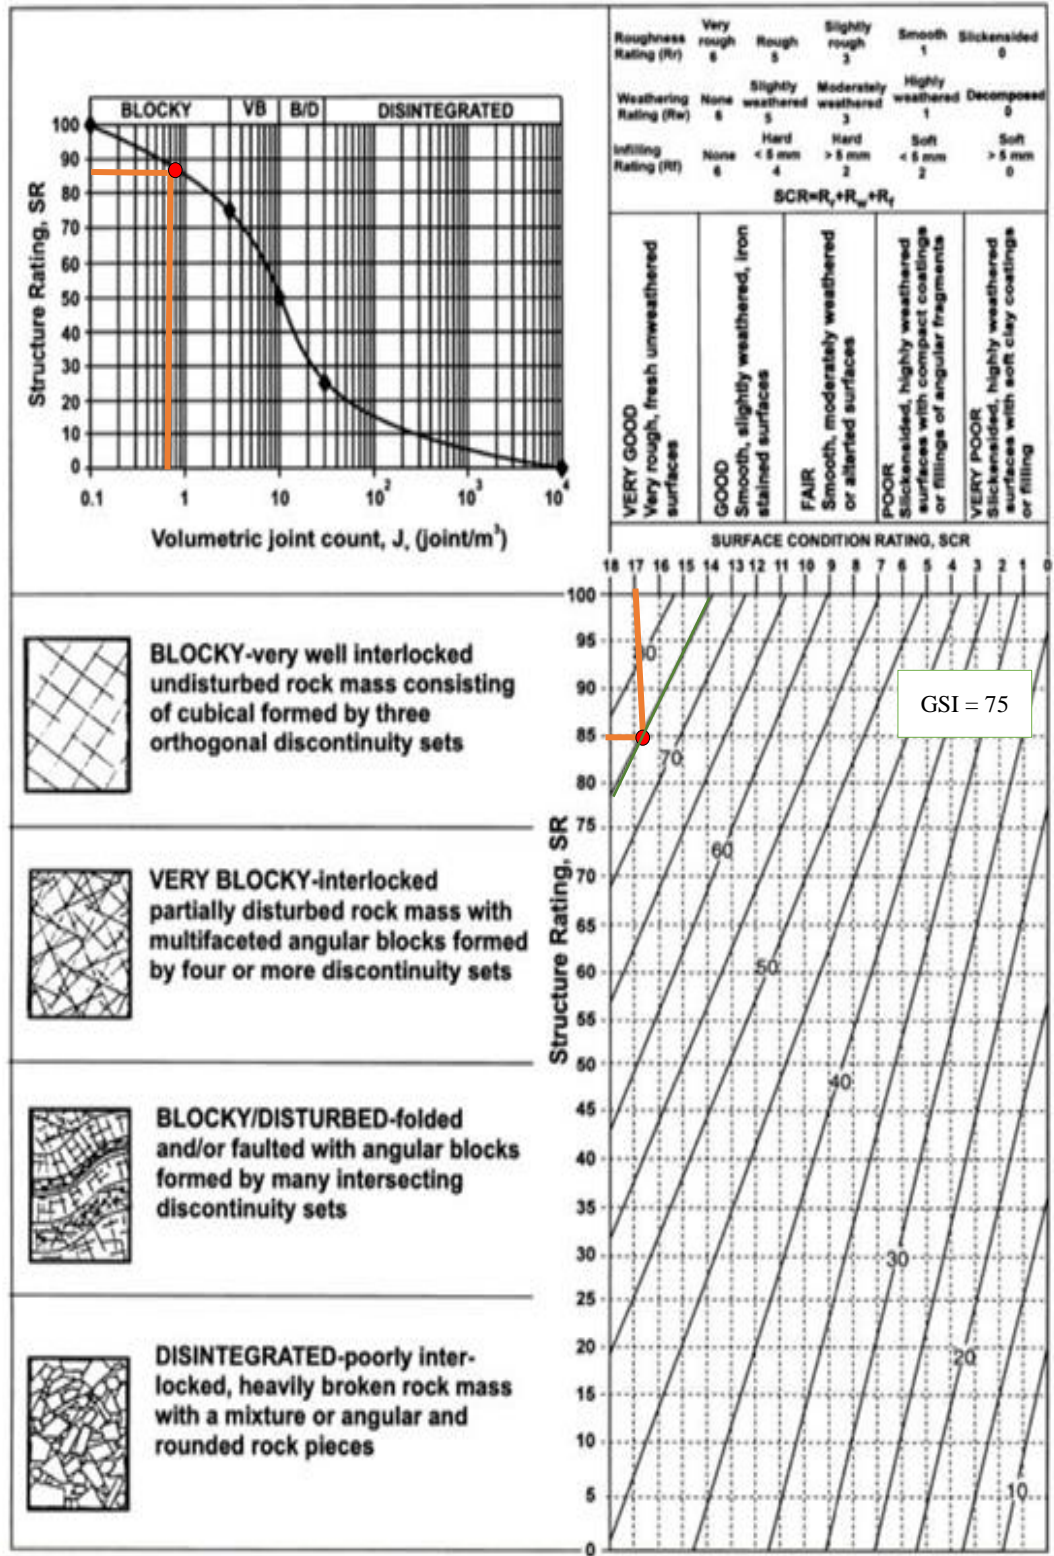 Very rough Rough Slightly rough Smooth Slickensided
Roughness Rating (Rr) 6 5 3 1 0
None Slightly weathered Moderately weathered Highly weathered Decomposed
Weathering Rating (Rw) 6 5 3 1 0
None Hard < 5 mm Hard > 5 mm Soft < 5 mm Soft > 5 mm
Infilling Rating (Rf) 6 4 2 2 0
SCR=Rr+Rw+Rf
BLOCKY VB B/D DISINTEGRATED
100
90
80
70
60
50
40
30
20
10
0
Structure Rating, SR
0.1 1 10 10² 10³ 10⁴
Volumetric joint count, Jv (joint/m³)
VERY GOOD
Very rough, fresh unweathered
surfaces
GOOD
Smooth, slightly weathered, iron
stained surfaces
FAIR
Smooth, moderately weathered
or alterted surfaces
POOR
Slickensided, highly weathered
surfaces with compact coatings
or fillings of angular fragments
VERY POOR
Slickensided, highly weathered
surfaces with soft clay coatings
or filling
SURFACE CONDITION RATING, SCR
18 17 16 15 14 13 12 11 10 9 8 7 6 5 4 3 2 1 0
BLOCKY-very well interlocked
undisturbed rock mass consisting
of cubical formed by three
orthogonal discontinuity sets
VERY BLOCKY-interlocked
partially disturbed rock mass with
multifaceted angular blocks formed
by four or more discontinuity sets
BLOCKY/DISTURBED-folded
and/or faulted with angular blocks
formed by many intersecting
discontinuity sets
DISINTEGRATED-poorly inter-
locked, heavily broken rock mass
with a mixture or angular and
rounded rock pieces
Structure Rating, SR
100
95
90
85
80
75
70
65
60
55
50
45
40
35
30
25
20
15
10
5
0
80
GSI = 75
70
60
50
40
30
20
10